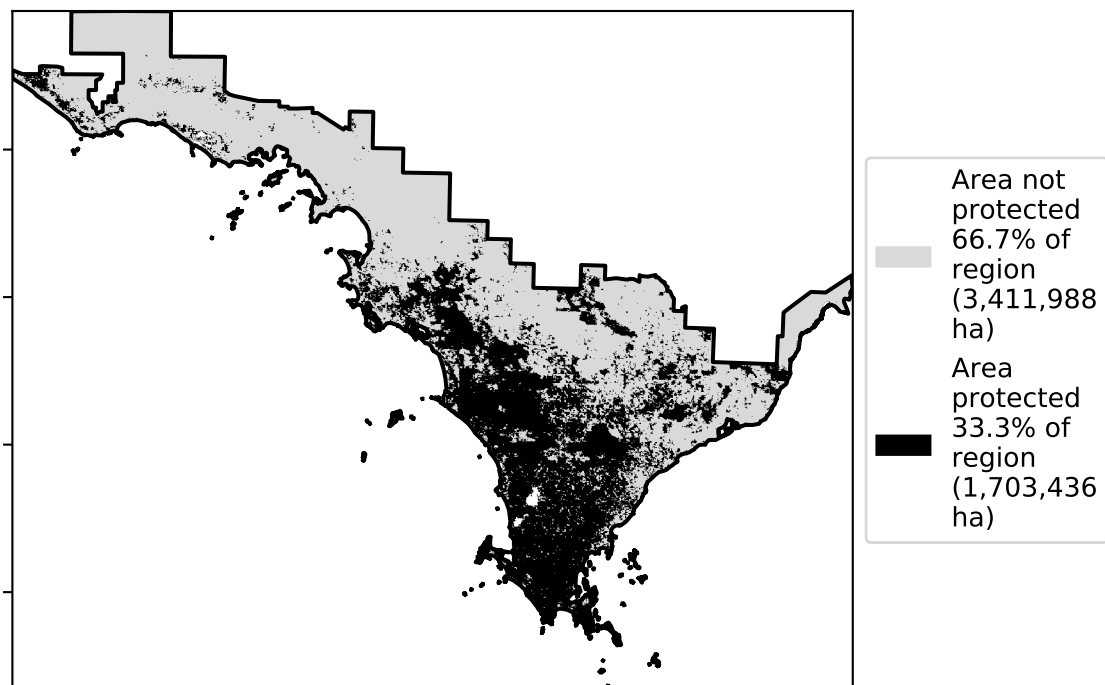 Area not
protected
66.7% of
region
(3,411,988
ha)
Area
protected
33.3% of
region
(1,703,436
ha)